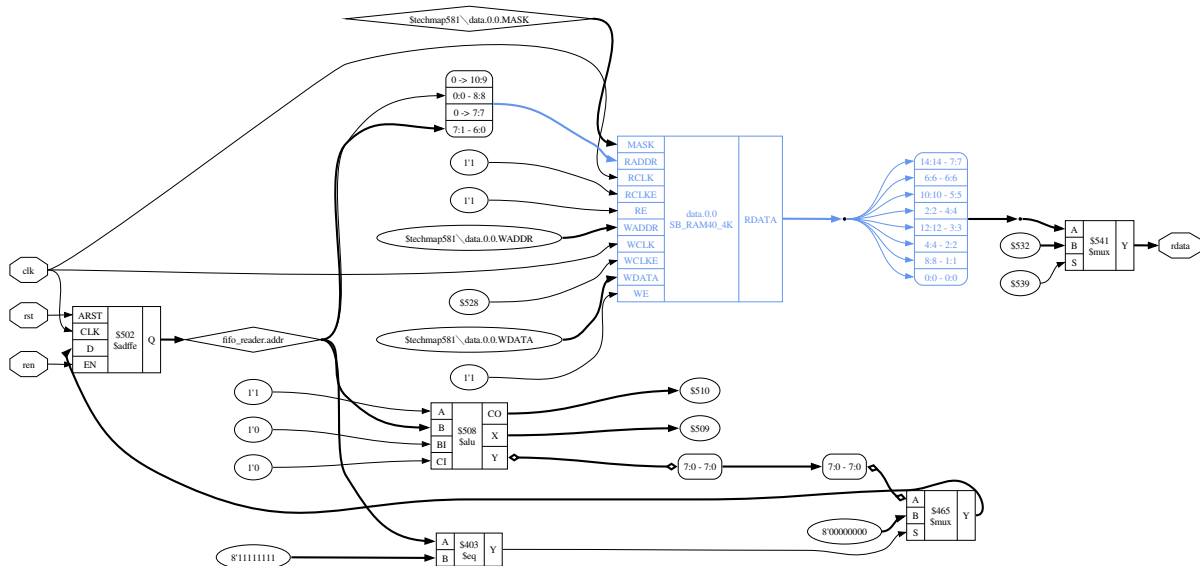 $techmap581\data.0.0.MASK
0 -> 10:9
0:0 - 8:8
0 -> 7:7
7:1 - 6:0
1'1
1'1
$techmap581\data.0.0.WADDR
$528
$techmap581\data.0.0.WDATA
1'1
MASK
RADDR
RCLK
RCLKE
RE
WADDR
WCLK
WCLKE
WDATA
WE
data.0.0
SB_RAM40_4K
RDATA
14:14 - 7:7
6:6 - 6:6
10:10 - 5:5
2:2 - 4:4
12:12 - 3:3
4:4 - 2:2
8:8 - 1:1
0:0 - 0:0
$532
$539
A
B
S
$541
$mux
Y
rdata
clk
rst
ren
ARST
CLK
D
EN
$502
$adffe
Q
fifo_reader.addr
1'1
1'0
1'0
A
B
BI
CI
$508
$alu
CO
X
Y
$510
$509
7:0 - 7:0
7:0 - 7:0
8'00000000
A
B
S
$465
$mux
Y
8'11111111
A
B
$403
$eq
Y